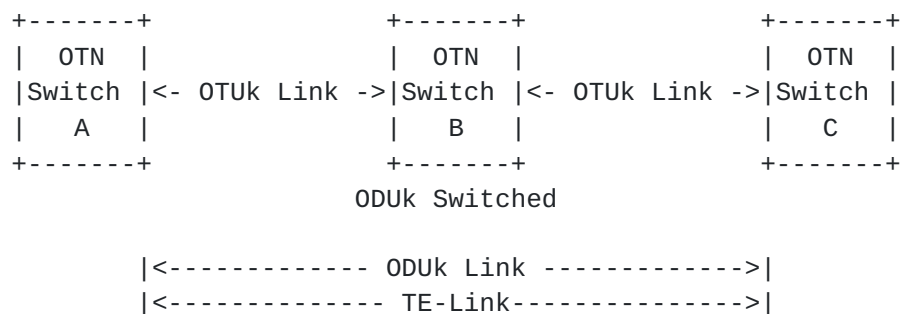 +-------+                  +-------+                  +-------+
|  OTN  |                  |  OTN  |                  |  OTN  |
|Switch |<- OTUk Link ->|Switch |<- OTUk Link ->|Switch |
|   A   |                  |   B   |                  |   C   |
+-------+                  +-------+                  +-------+
ODUk Switched
|<------------- ODUk Link ------------->|
|<-------------- TE-Link--------------->|